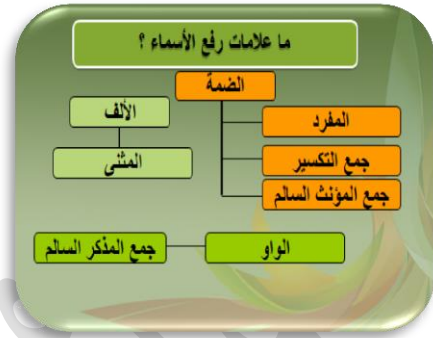 ما علامات رفع الأسماء ؟
الضمة
المفرد
جمع التكسير
جمع المؤنث السالم
الألف
المثنى
الواو
جمع المذكر السالم